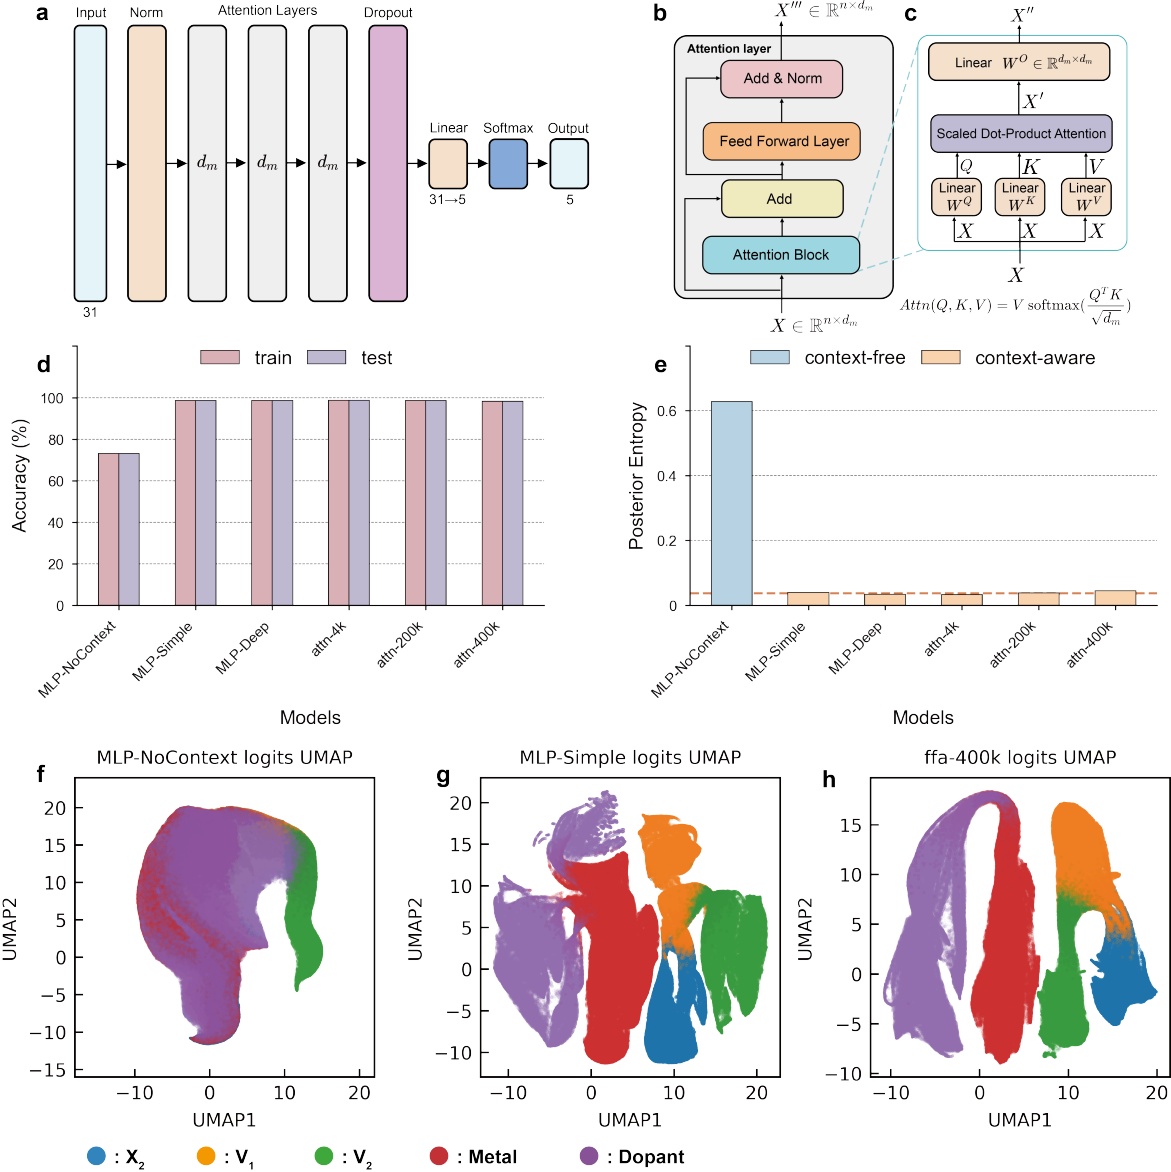 a
Input
Norm
Attention Layers
Dropout
Linear
Softmax
Output
d_m
d_m
d_m
31
31→5
5
b
X''' ∈ ℝ^{n×d_m}
Attention layer
Add & Norm
Feed Forward Layer
Add
Attention Block
X ∈ ℝ^{n×d_m}
c
X''
Linear W^O ∈ ℝ^{d_m×d_m}
X'
Scaled Dot-Product Attention
Q K V
Linear W^Q
Linear W^K
Linear W^V
X X X
X
Attn(Q, K, V) = V softmax(Q^T K / √d_m)
d
train
test
Accuracy (%)
100
80
60
40
20
0
MLP-NoContext
MLP-Simple
MLP-Deep
attn-4k
attn-200k
attn-400k
Models
e
context-free
context-aware
Posterior Entropy
0.6
0.4
0.2
0
MLP-NoContext
MLP-Simple
MLP-Deep
attn-4k
attn-200k
attn-400k
Models
f
MLP-NoContext logits UMAP
UMAP2
20
15
10
5
0
−5
−10
−15
−10 0 10 20
UMAP1
g
MLP-Simple logits UMAP
UMAP2
20
15
10
5
0
−5
−10
−10 0 10 20
UMAP1
h
ffa-400k logits UMAP
UMAP2
15
10
5
0
−5
−10
−10 0 10 20
UMAP1
: X₂
: V₁
: V₂
: Metal
: Dopant